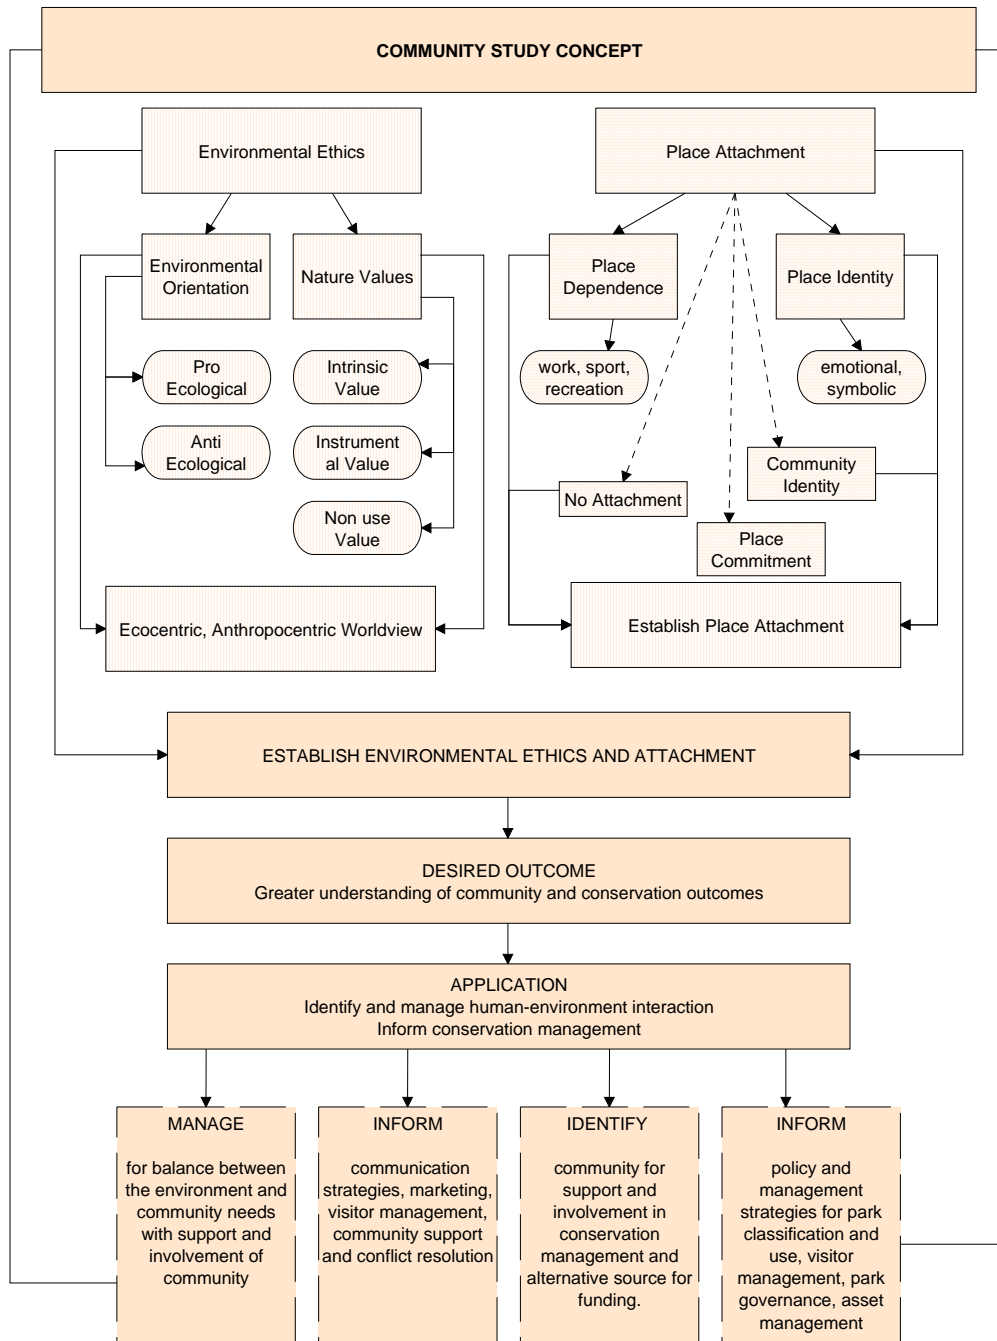 COMMUNITY STUDY CONCEPT
Environmental Ethics
Place Attachment
Environmental
Orientation
Nature Values
Place
Dependence
Place Identity
Pro
Ecological
Intrinsic
Value
work, sport,
recreation
emotional,
symbolic
Anti
Ecological
Instrument
al Value
Community
Identity
No Attachment
Non use
Value
Place
Commitment
Ecocentric, Anthropocentric Worldview
Establish Place Attachment
ESTABLISH ENVIRONMENTAL ETHICS AND ATTACHMENT
DESIRED OUTCOME
Greater understanding of community and conservation outcomes
APPLICATION
Identify and manage human-environment interaction
Inform conservation management
MANAGE
for balance between
the environment and
community needs
with support and
involvement of
community
INFORM
communication
strategies, marketing,
visitor management,
community support
and conflict resolution
IDENTIFY
community for
support and
involvement in
conservation
management and
alternative source for
funding.
INFORM
policy and
management
strategies for park
classification and
use, visitor
management, park
governance, asset
management